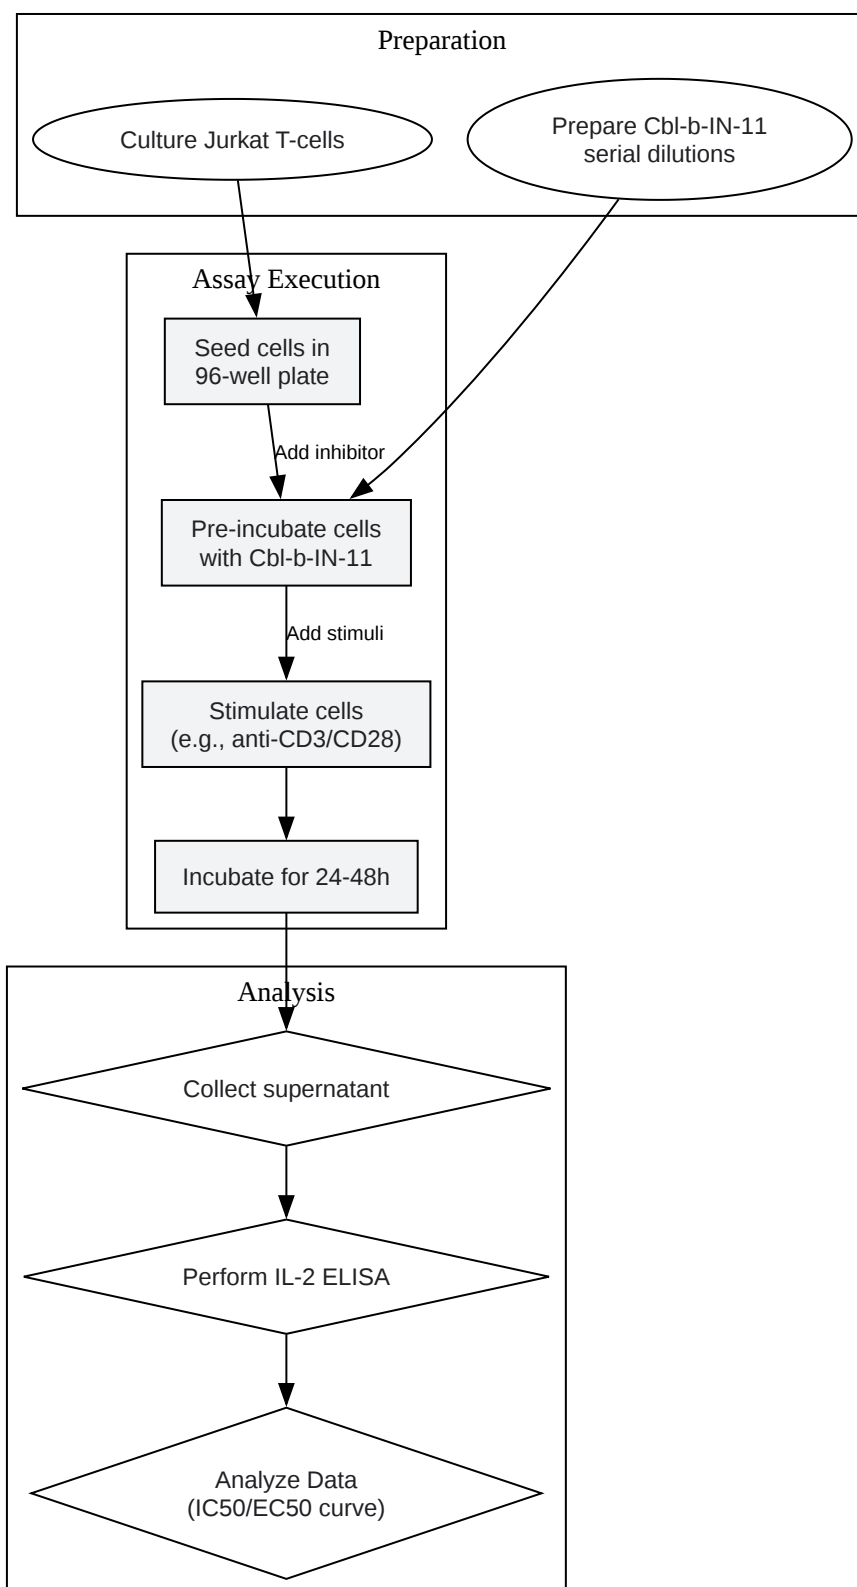 Preparation
Culture Jurkat T-cells
Prepare Cbl-b-IN-11
serial dilutions
Assay Execution
Seed cells in
96-well plate
Add inhibitor
Pre-incubate cells
with Cbl-b-IN-11
Add stimuli
Stimulate cells
(e.g., anti-CD3/CD28)
Incubate for 24-48h
Analysis
Collect supernatant
Perform IL-2 ELISA
Analyze Data
(IC50/EC50 curve)